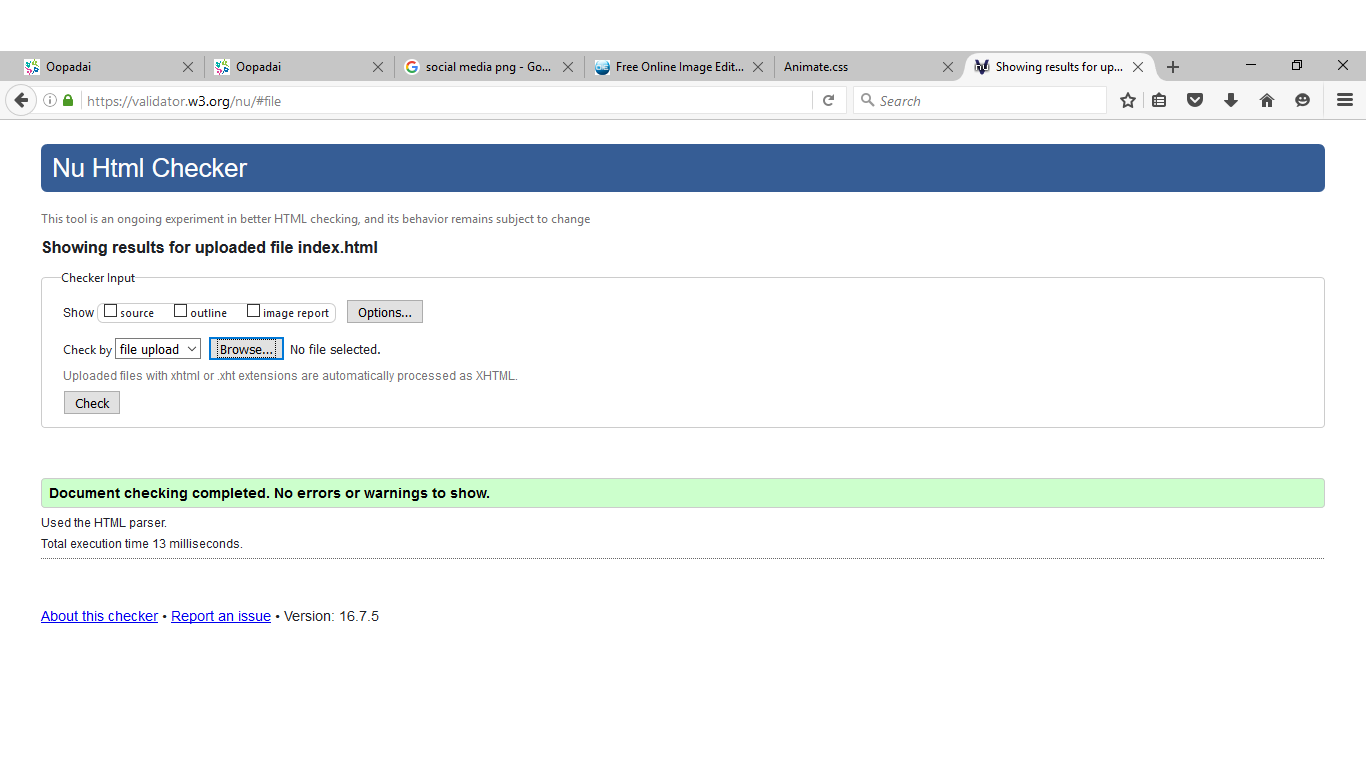 Oopadai Oopadai social media png - Go... Free Online Image Edit... Animate.css Showing results for up...
https://validator.w3.org/nu/#file Search
Nu Html Checker
This tool is an ongoing experiment in better HTML checking, and its behavior remains subject to change
Showing results for uploaded file index.html
Checker Input
Show source outline image report Options...
Check by file upload Browse... No file selected.
Uploaded files with xhtml or .xht extensions are automatically processed as XHTML.
Check
Document checking completed. No errors or warnings to show.
Used the HTML parser.
Total execution time 13 milliseconds.
About this checker • Report an issue • Version: 16.7.5